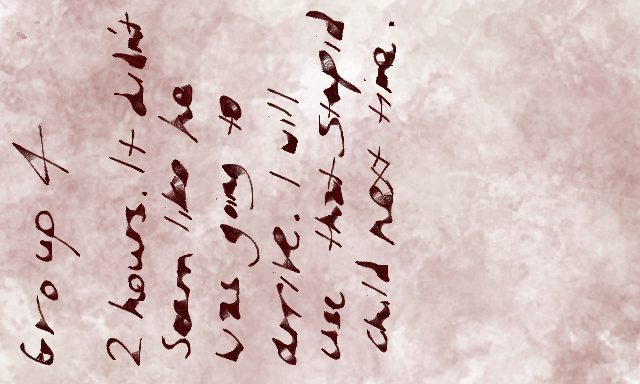 Group 4
2 hours. It didn't
seem like he
was going to
arrive. I will
use that stupid
child next time.